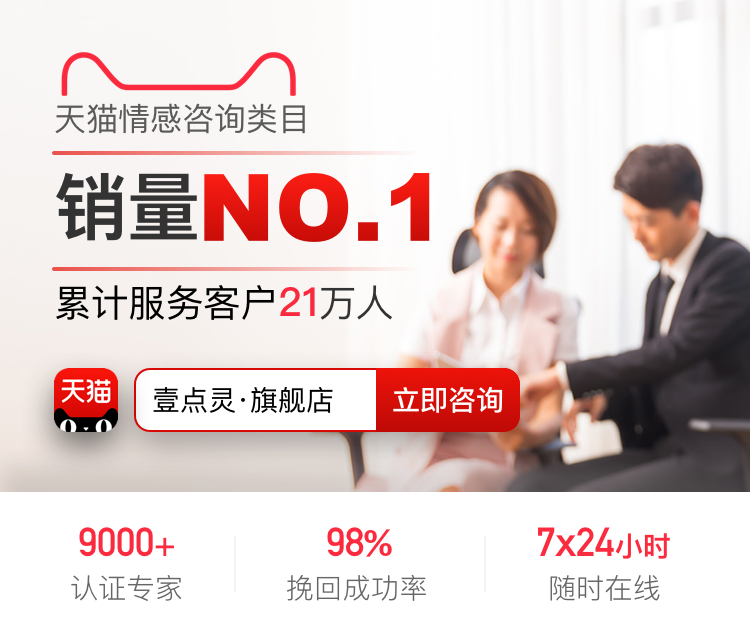 天猫情感咨询类目
销量NO.1
累计服务客户21万人
天猫
壹点灵·旗舰店 立即咨询
9000+ 98% 7x24小时
认证专家 挽回成功率 随时在线